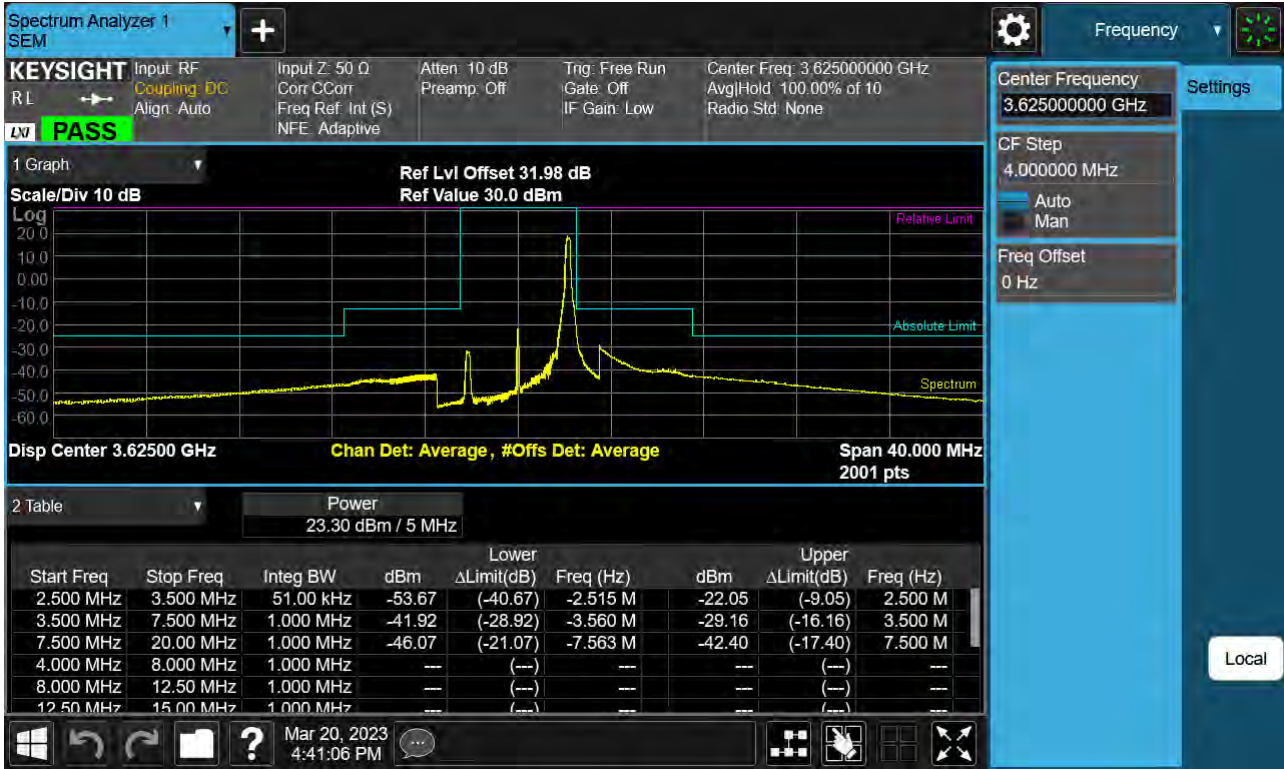 Spectrum Analyzer 1
SEM
+
Frequency
KEYSIGHT
R L
LXI
PASS
Input: RF
Coupling: DC
Align: Auto
Input Z: 50 Ω
Corr CCorr
Freq Ref: Int (S)
NFE: Adaptive
Atten: 10 dB
Preamp: Off
Trig: Free Run
Gate: Off
IF Gain: Low
Center Freq: 3.625000000 GHz
Avg|Hold: 100.00% of 10
Radio Std: None
Center Frequency
3.625000000 GHz
Settings
CF Step
4.000000 MHz
Auto
Man
Freq Offset
0 Hz
Local
1 Graph
Scale/Div 10 dB
Ref Lvl Offset 31.98 dB
Ref Value 30.0 dBm
Log
20.0
10.0
0.00
-10.0
-20.0
-30.0
-40.0
-50.0
-60.0
Relative Limit
Absolute Limit
Spectrum
Disp Center 3.62500 GHz
Chan Det: Average , #Offs Det: Average
Span 40.000 MHz
2001 pts
2 Table
Power
23.30 dBm / 5 MHz
Lower Upper
Start Freq Stop Freq Integ BW dBm ΔLimit(dB) Freq (Hz) dBm ΔLimit(dB) Freq (Hz)
2.500 MHz 3.500 MHz 51.00 kHz -53.67 (-40.67) -2.515 M -22.05 (-9.05) 2.500 M
3.500 MHz 7.500 MHz 1.000 MHz -41.92 (-28.92) -3.560 M -29.16 (-16.16) 3.500 M
7.500 MHz 20.00 MHz 1.000 MHz -46.07 (-21.07) -7.563 M -42.40 (-17.40) 7.500 M
4.000 MHz 8.000 MHz 1.000 MHz --- (---) --- --- (---) ---
8.000 MHz 12.50 MHz 1.000 MHz --- (---) --- --- (---) ---
12.50 MHz 15.00 MHz 1.000 MHz --- (---) --- --- (---) ---
?
Mar 20, 2023
4:41:06 PM